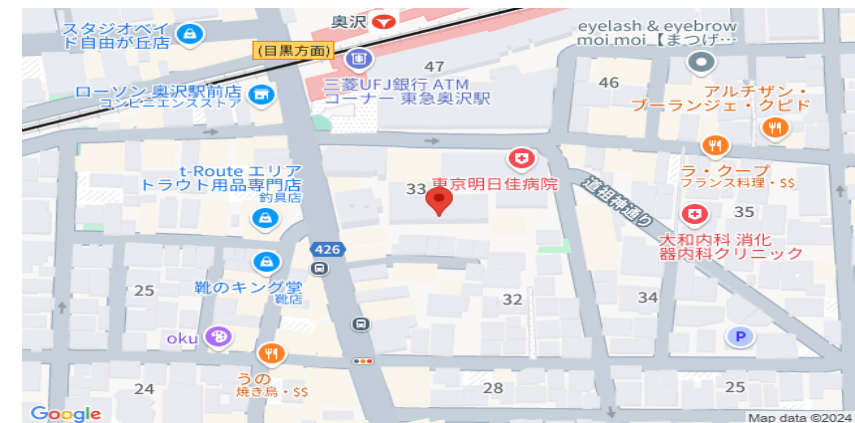 スタジオベイ
ド自由が丘店
奥沢
(目黒方面)
47
eyelash & eyebrow
moi.moi【まつげ…
三菱UFJ銀行 ATM
コーナー 東急奥沢駅
46
ローソン 奥沢駅前店
コンビニエンスストア
アルチザン・
ブーランジェ・クピド
t-Route エリア
トラウト用品専門店
釣具店
33
東京明日佳病院
道祖神通り
ラ・クープ
フランス料理・$$
35
大和内科 消化
器内科クリニック
426
靴のキング堂
靴店
25
32
34
oku
P
うの
焼き鳥・$$
24
28
25
Google
Map data ©2024